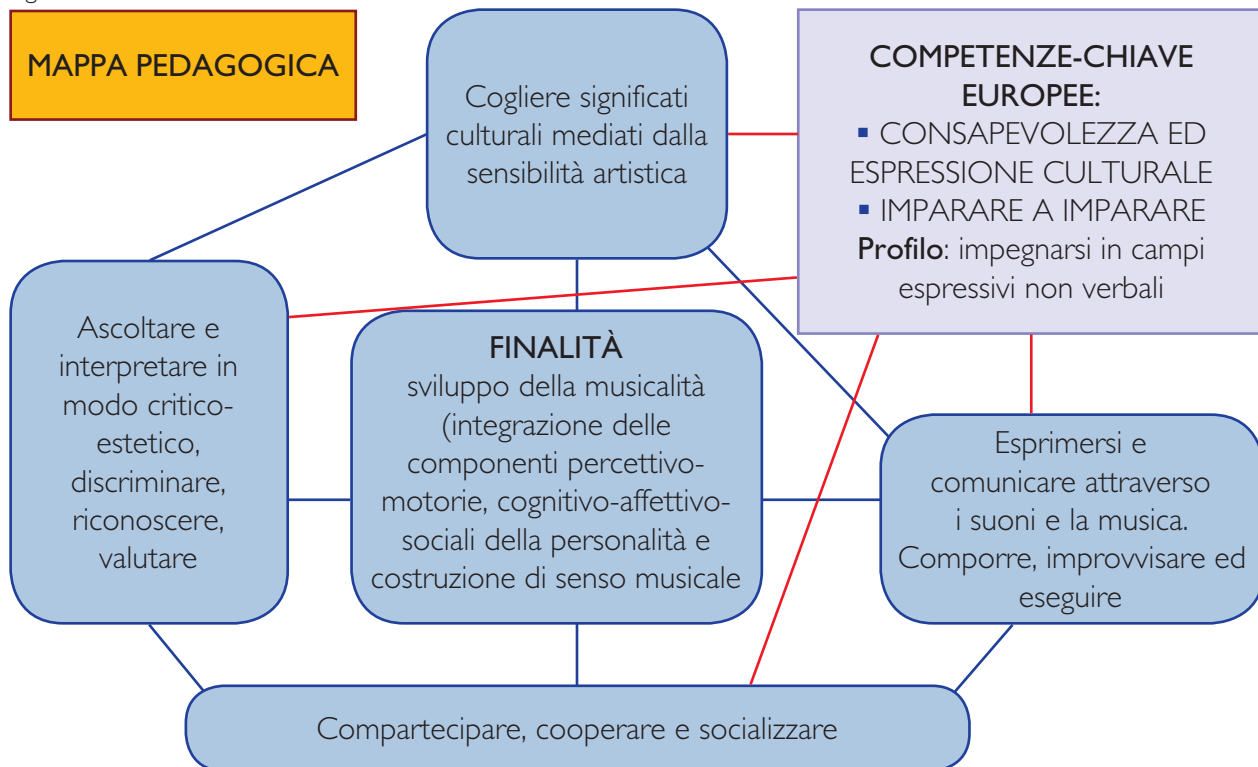 MAPPA PEDAGOGICA
Cogliere significati
culturali mediati dalla
sensibilità artistica
COMPETENZE-CHIAVE
EUROPEE:
▪ CONSAPEVOLEZZA ED
ESPRESSIONE CULTURALE
▪ IMPARARE A IMPARARE
Profilo: impegnarsi in campi
espressivi non verbali
Ascoltare e
interpretare in
modo critico-
estetico,
discriminare,
riconoscere,
valutare
FINALITÀ
sviluppo della musicalità
(integrazione delle
componenti percettivo-
motorie, cognitivo-affettivo-
sociali della personalità e
costruzione di senso musicale
Esprimersi e
comunicare attraverso
i suoni e la musica.
Comporre, improvvisare ed
eseguire
Compartecipare, cooperare e socializzare